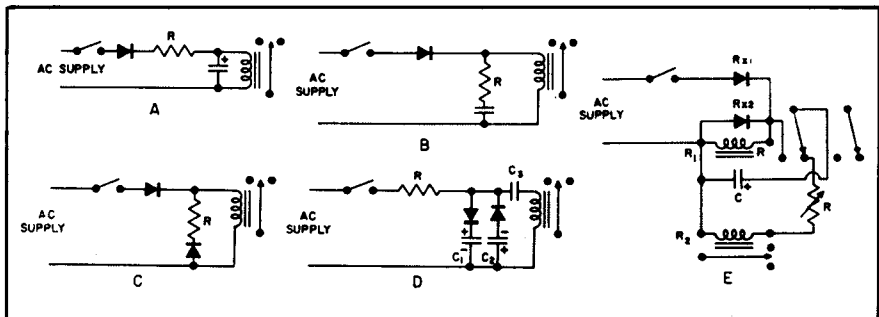 R
+
AC SUPPLY
A
AC
SUPPLY
R
B
AC
SUPPLY
R
C
AC
SUPPLY
R
C3
+
-
C1
-
+
C2
D
AC
SUPPLY
Rx1
Rx2
R1
R
C
+
R
R2
E